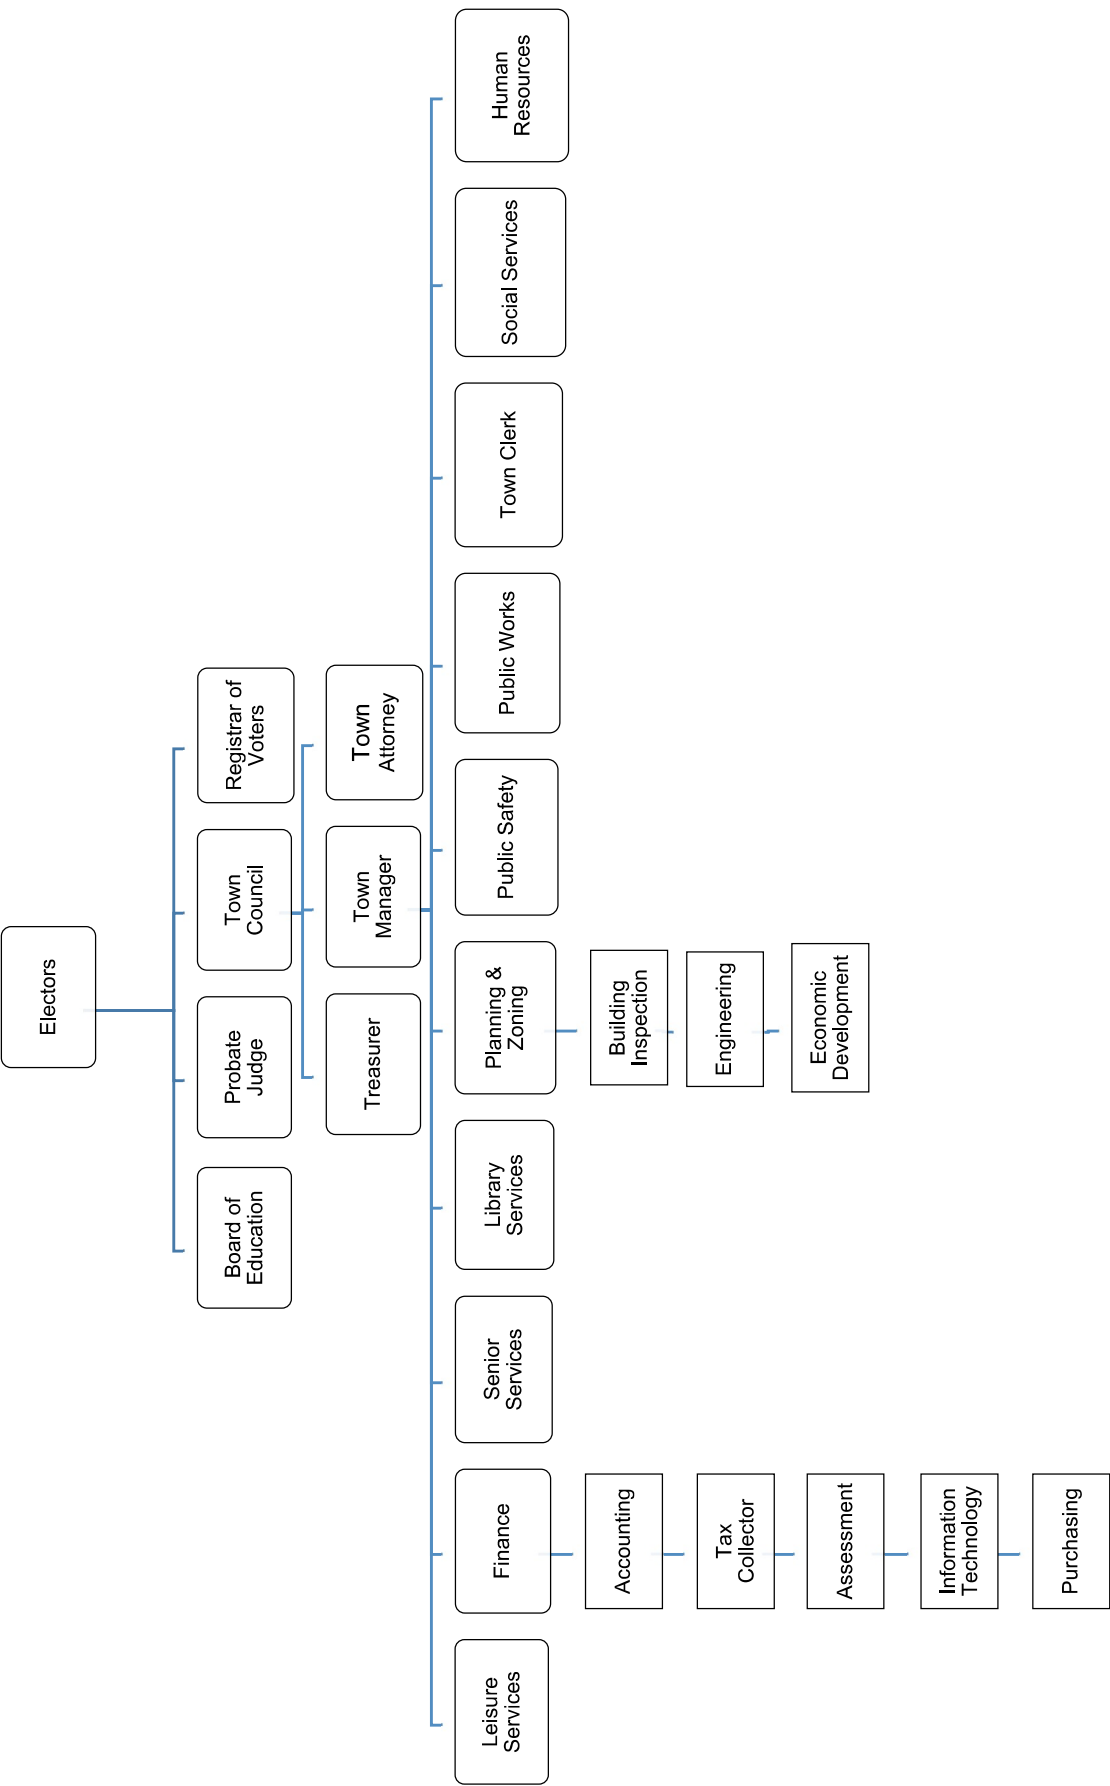 Electors
Board of
Education
Probate
Judge
Town
Council
Registrar of
Voters
Treasurer
Town
Manager
Town
Attorney
Leisure
Services
Finance
Senior
Services
Library
Services
Planning &
Zoning
Public Safety
Public Works
Town Clerk
Social Services
Human
Resources
Accounting
Tax
Collector
Assessment
Information
Technology
Purchasing
Building
Inspection
Engineering
Economic
Development